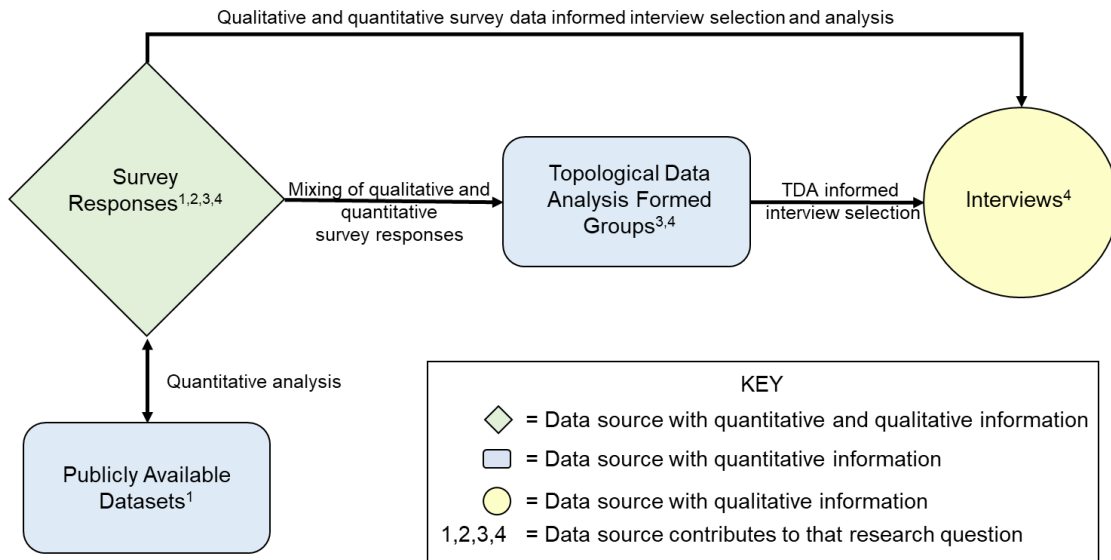 Qualitative and quantitative survey data informed interview selection and analysis
Survey
Responses1,2,3,4
Mixing of qualitative and
quantitative
survey responses
Topological Data
Analysis Formed
Groups3,4
TDA informed
interview selection
Interviews4
Quantitative analysis
Publicly Available
Datasets1
KEY
= Data source with quantitative and qualitative information
= Data source with quantitative information
= Data source with qualitative information
1,2,3,4 = Data source contributes to that research question